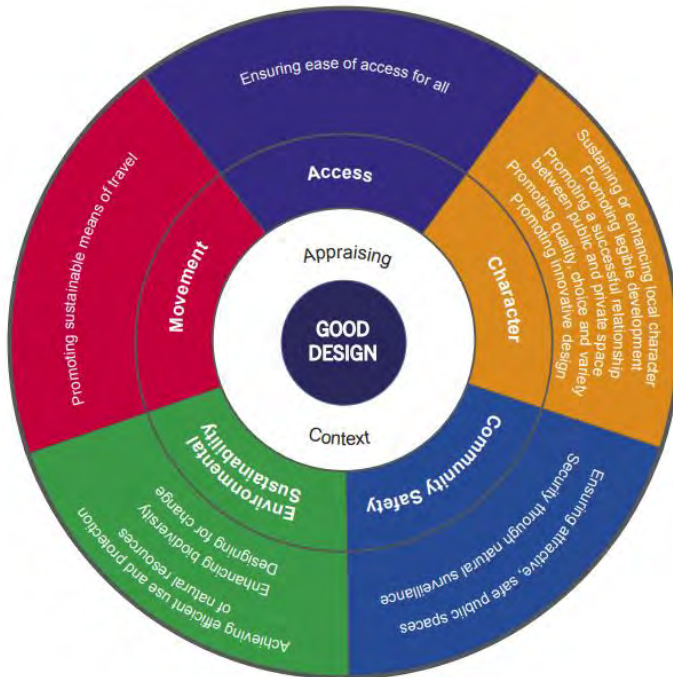 GOOD
DESIGN
Appraising
Context
Access
Ensuring ease of access for all
Character
Sustaining or enhancing local character
Promoting legible development
Promoting a successful relationship
between public and private space
Promoting quality, choice and variety
Promoting innovative design
Community Safety
Ensuring attractive, safe public spaces
Security through natural surveillance
Environmental
Sustainability
Achieving efficient use and protection
of natural resources
Enhancing biodiversity
Designing for change
Movement
Promoting sustainable means of travel